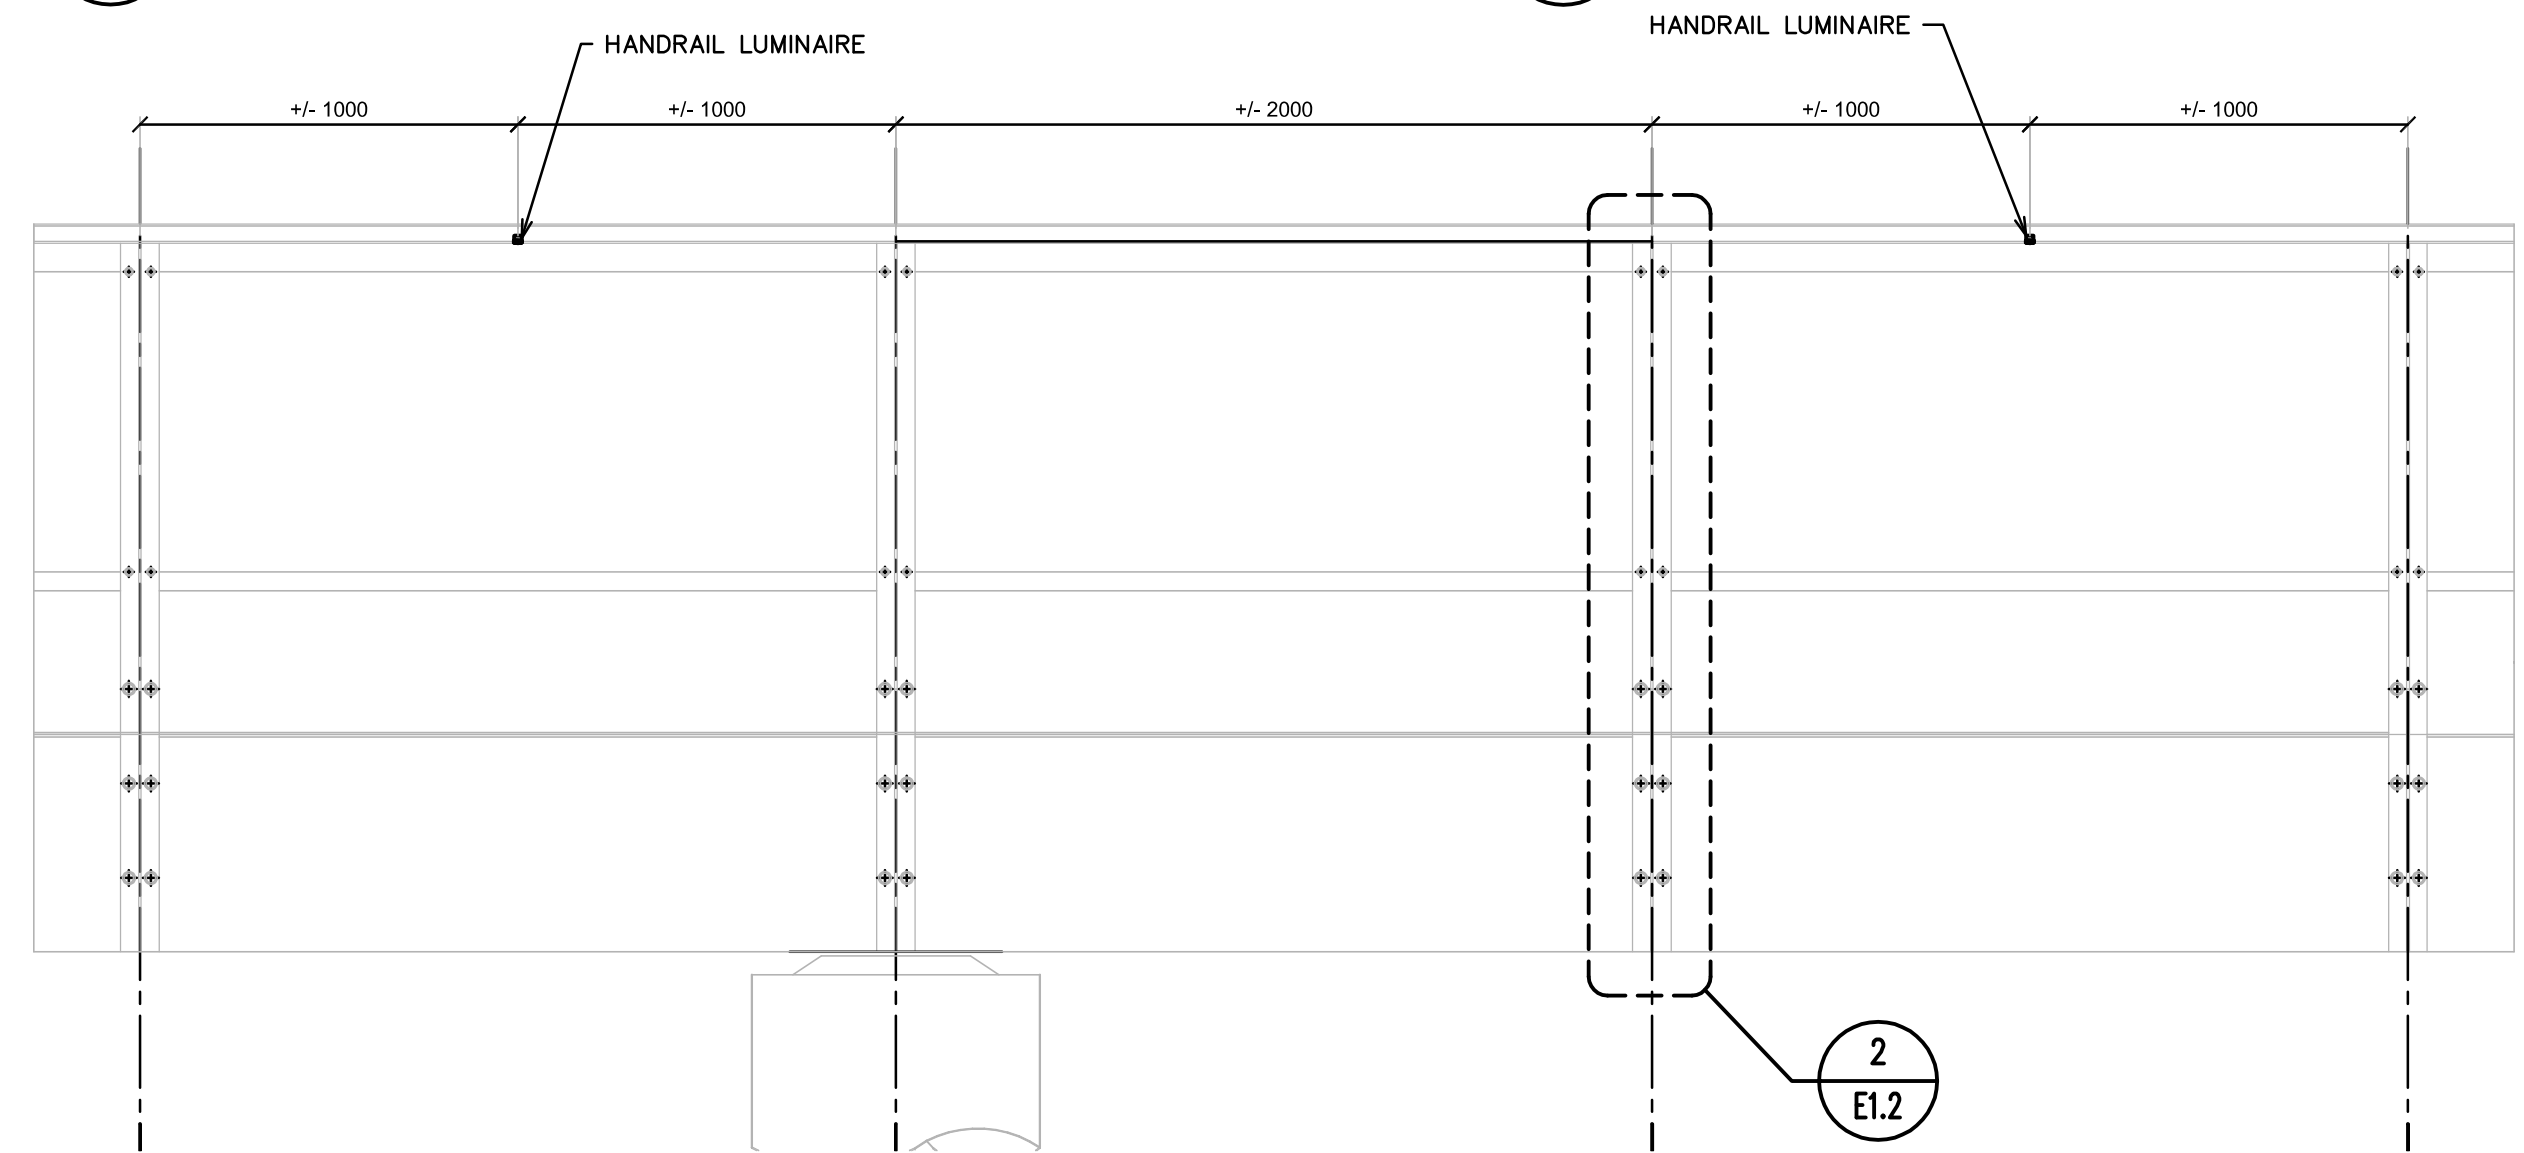 HANDRAIL LUMINAIRE
HANDRAIL LUMINAIRE
+/- 1000
+/- 1000
+/- 2000
+/- 1000
+/- 1000
2
E1.2